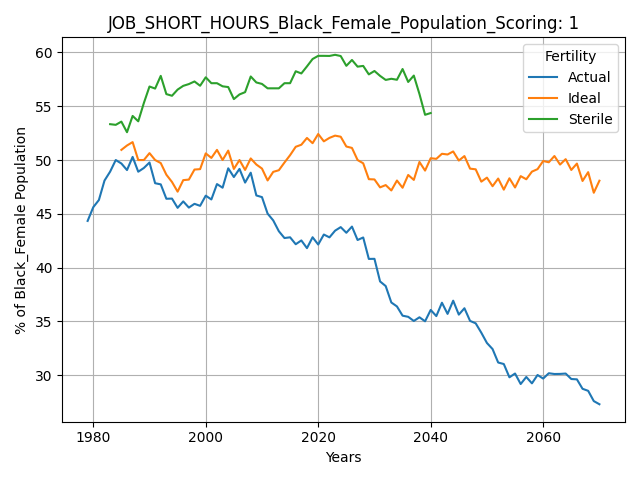 JOB_SHORT_HOURS_Black_Female_Population_Scoring: 1
Fertility
Actual
Ideal
Sterile
% of Black_Female Population
60
55
50
45
40
35
30
1980 2000 2020 2040 2060
Years